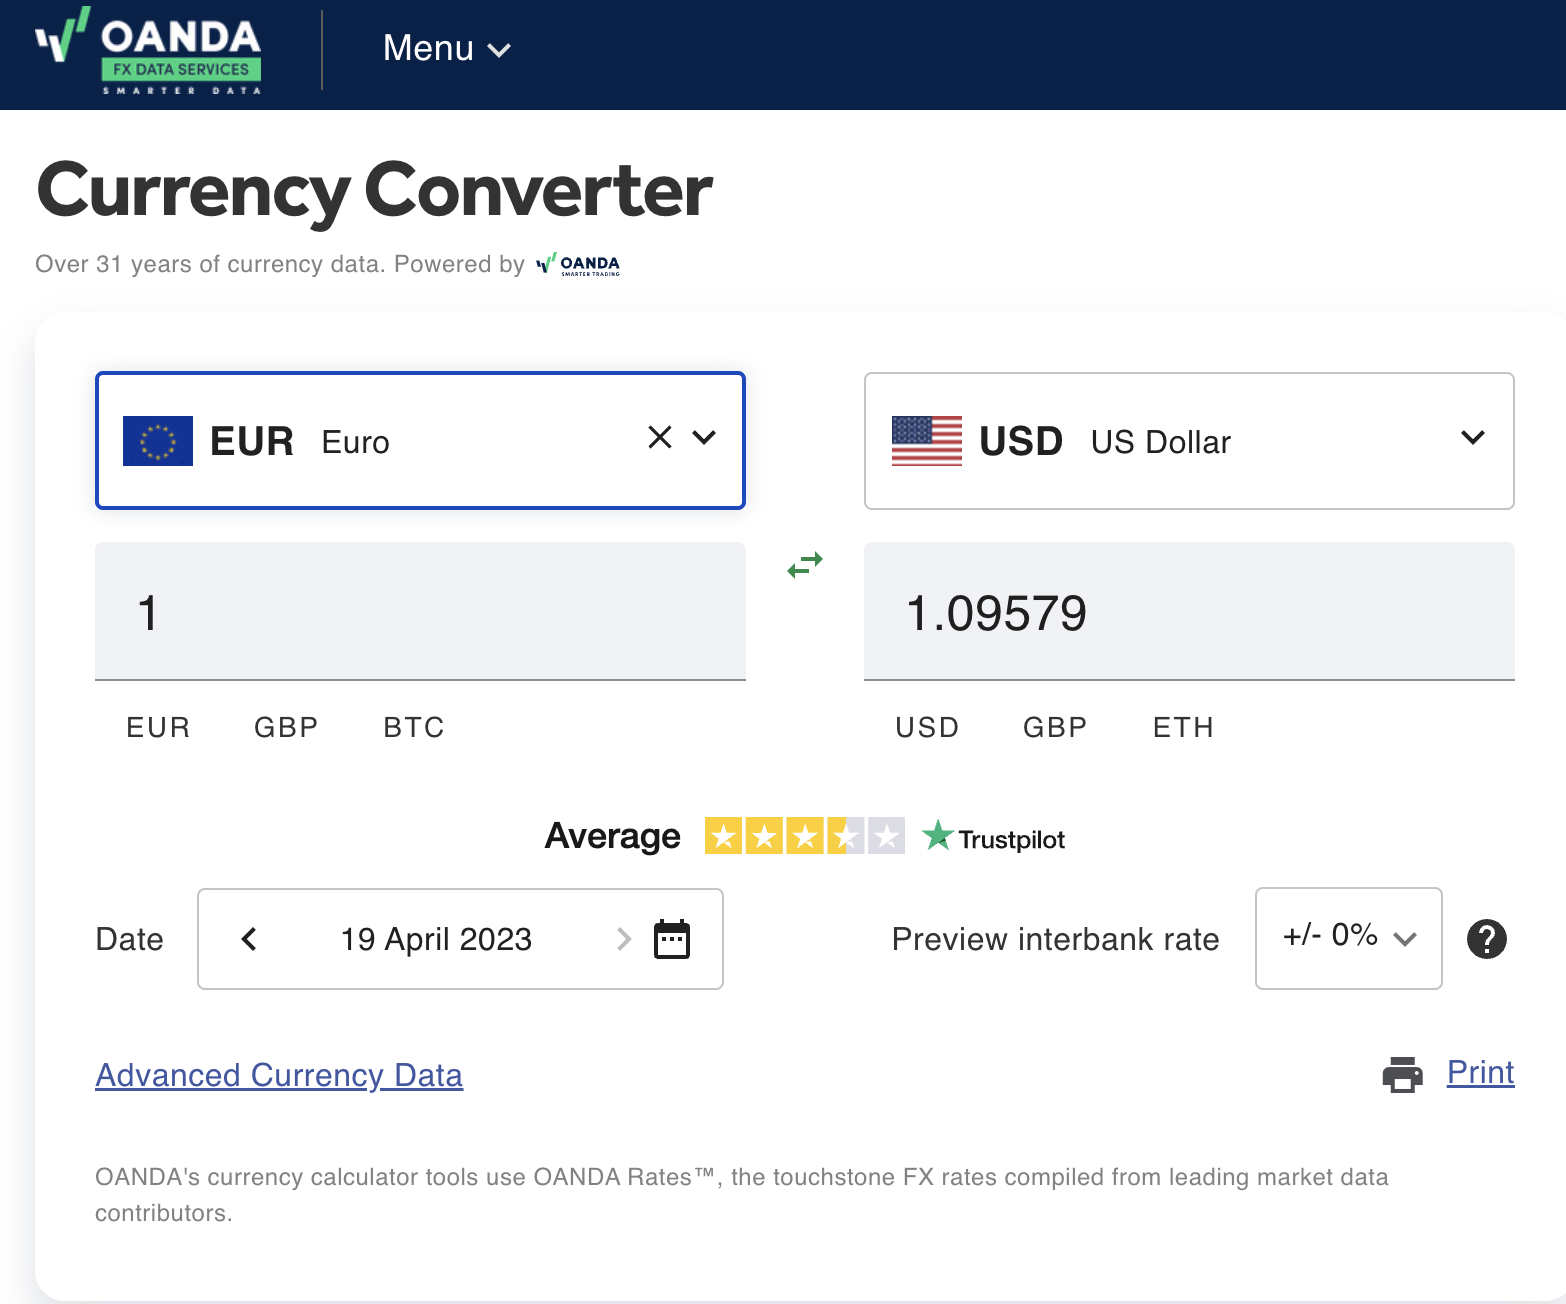 OANDA
FX DATA SERVICES
SMARTER DATA
Menu
Currency Converter
Over 31 years of currency data. Powered by OANDA
SMARTER TRADING
EUR Euro
USD US Dollar
1
1.09579
EUR GBP BTC
USD GBP ETH
Average Trustpilot
Date 19 April 2023
Preview interbank rate +/- 0% ?
Advanced Currency Data
Print
OANDA's currency calculator tools use OANDA Rates™, the touchstone FX rates compiled from leading market data
contributors.